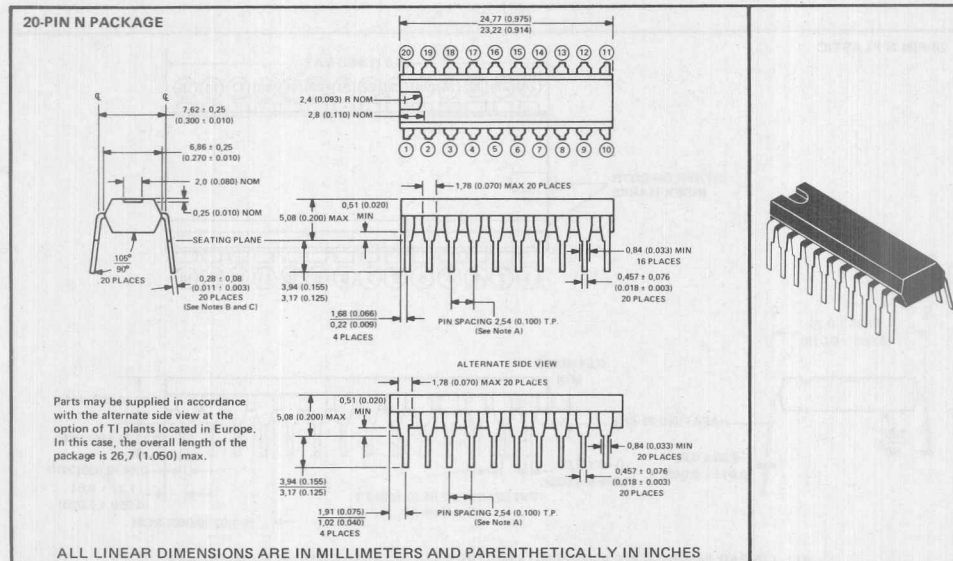 20-PIN N PACKAGE
24,77 (0.975)
23,22 (0.914)
20 19 18 17 16 15 14 13 12 11
2,4 (0.093) R NOM
2,8 (0.110) NOM
1 2 3 4 5 6 7 8 9 10
℄ ℄
7,62 ± 0,25
(0.300 ± 0.010)
6,86 ± 0,25
(0.270 ± 0.010)
2,0 (0.080) NOM
0,25 (0.010) NOM
SEATING PLANE
105°
90°
20 PLACES
0,28 ± 0,08
(0.011 ± 0.003)
20 PLACES
(See Notes B and C)
1,78 (0.070) MAX 20 PLACES
0,51 (0.020)
MIN
5,08 (0.200) MAX
0,84 (0.033) MIN
16 PLACES
0,457 ± 0,076
(0.018 ± 0.003)
20 PLACES
3,94 (0.155)
3,17 (0.125)
1,68 (0.066)
0,22 (0.009)
4 PLACES
PIN SPACING 2,54 (0.100) T.P.
(See Note A)
ALTERNATE SIDE VIEW
1,78 (0.070) MAX 20 PLACES
0,51 (0.020)
MIN
5,08 (0.200) MAX
Parts may be supplied in accordance
with the alternate side view at the
option of TI plants located in Europe.
In this case, the overall length of the
package is 26,7 (1.050) max.
0,84 (0.033) MIN
20 PLACES
0,457 ± 0,076
(0.018 ± 0.003)
20 PLACES
3,94 (0.155)
3,17 (0.125)
1,91 (0.075)
1,02 (0.040)
4 PLACES
PIN SPACING 2,54 (0.100) T.P.
(See Note A)
ALL LINEAR DIMENSIONS ARE IN MILLIMETERS AND PARENTHETICALLY IN INCHES